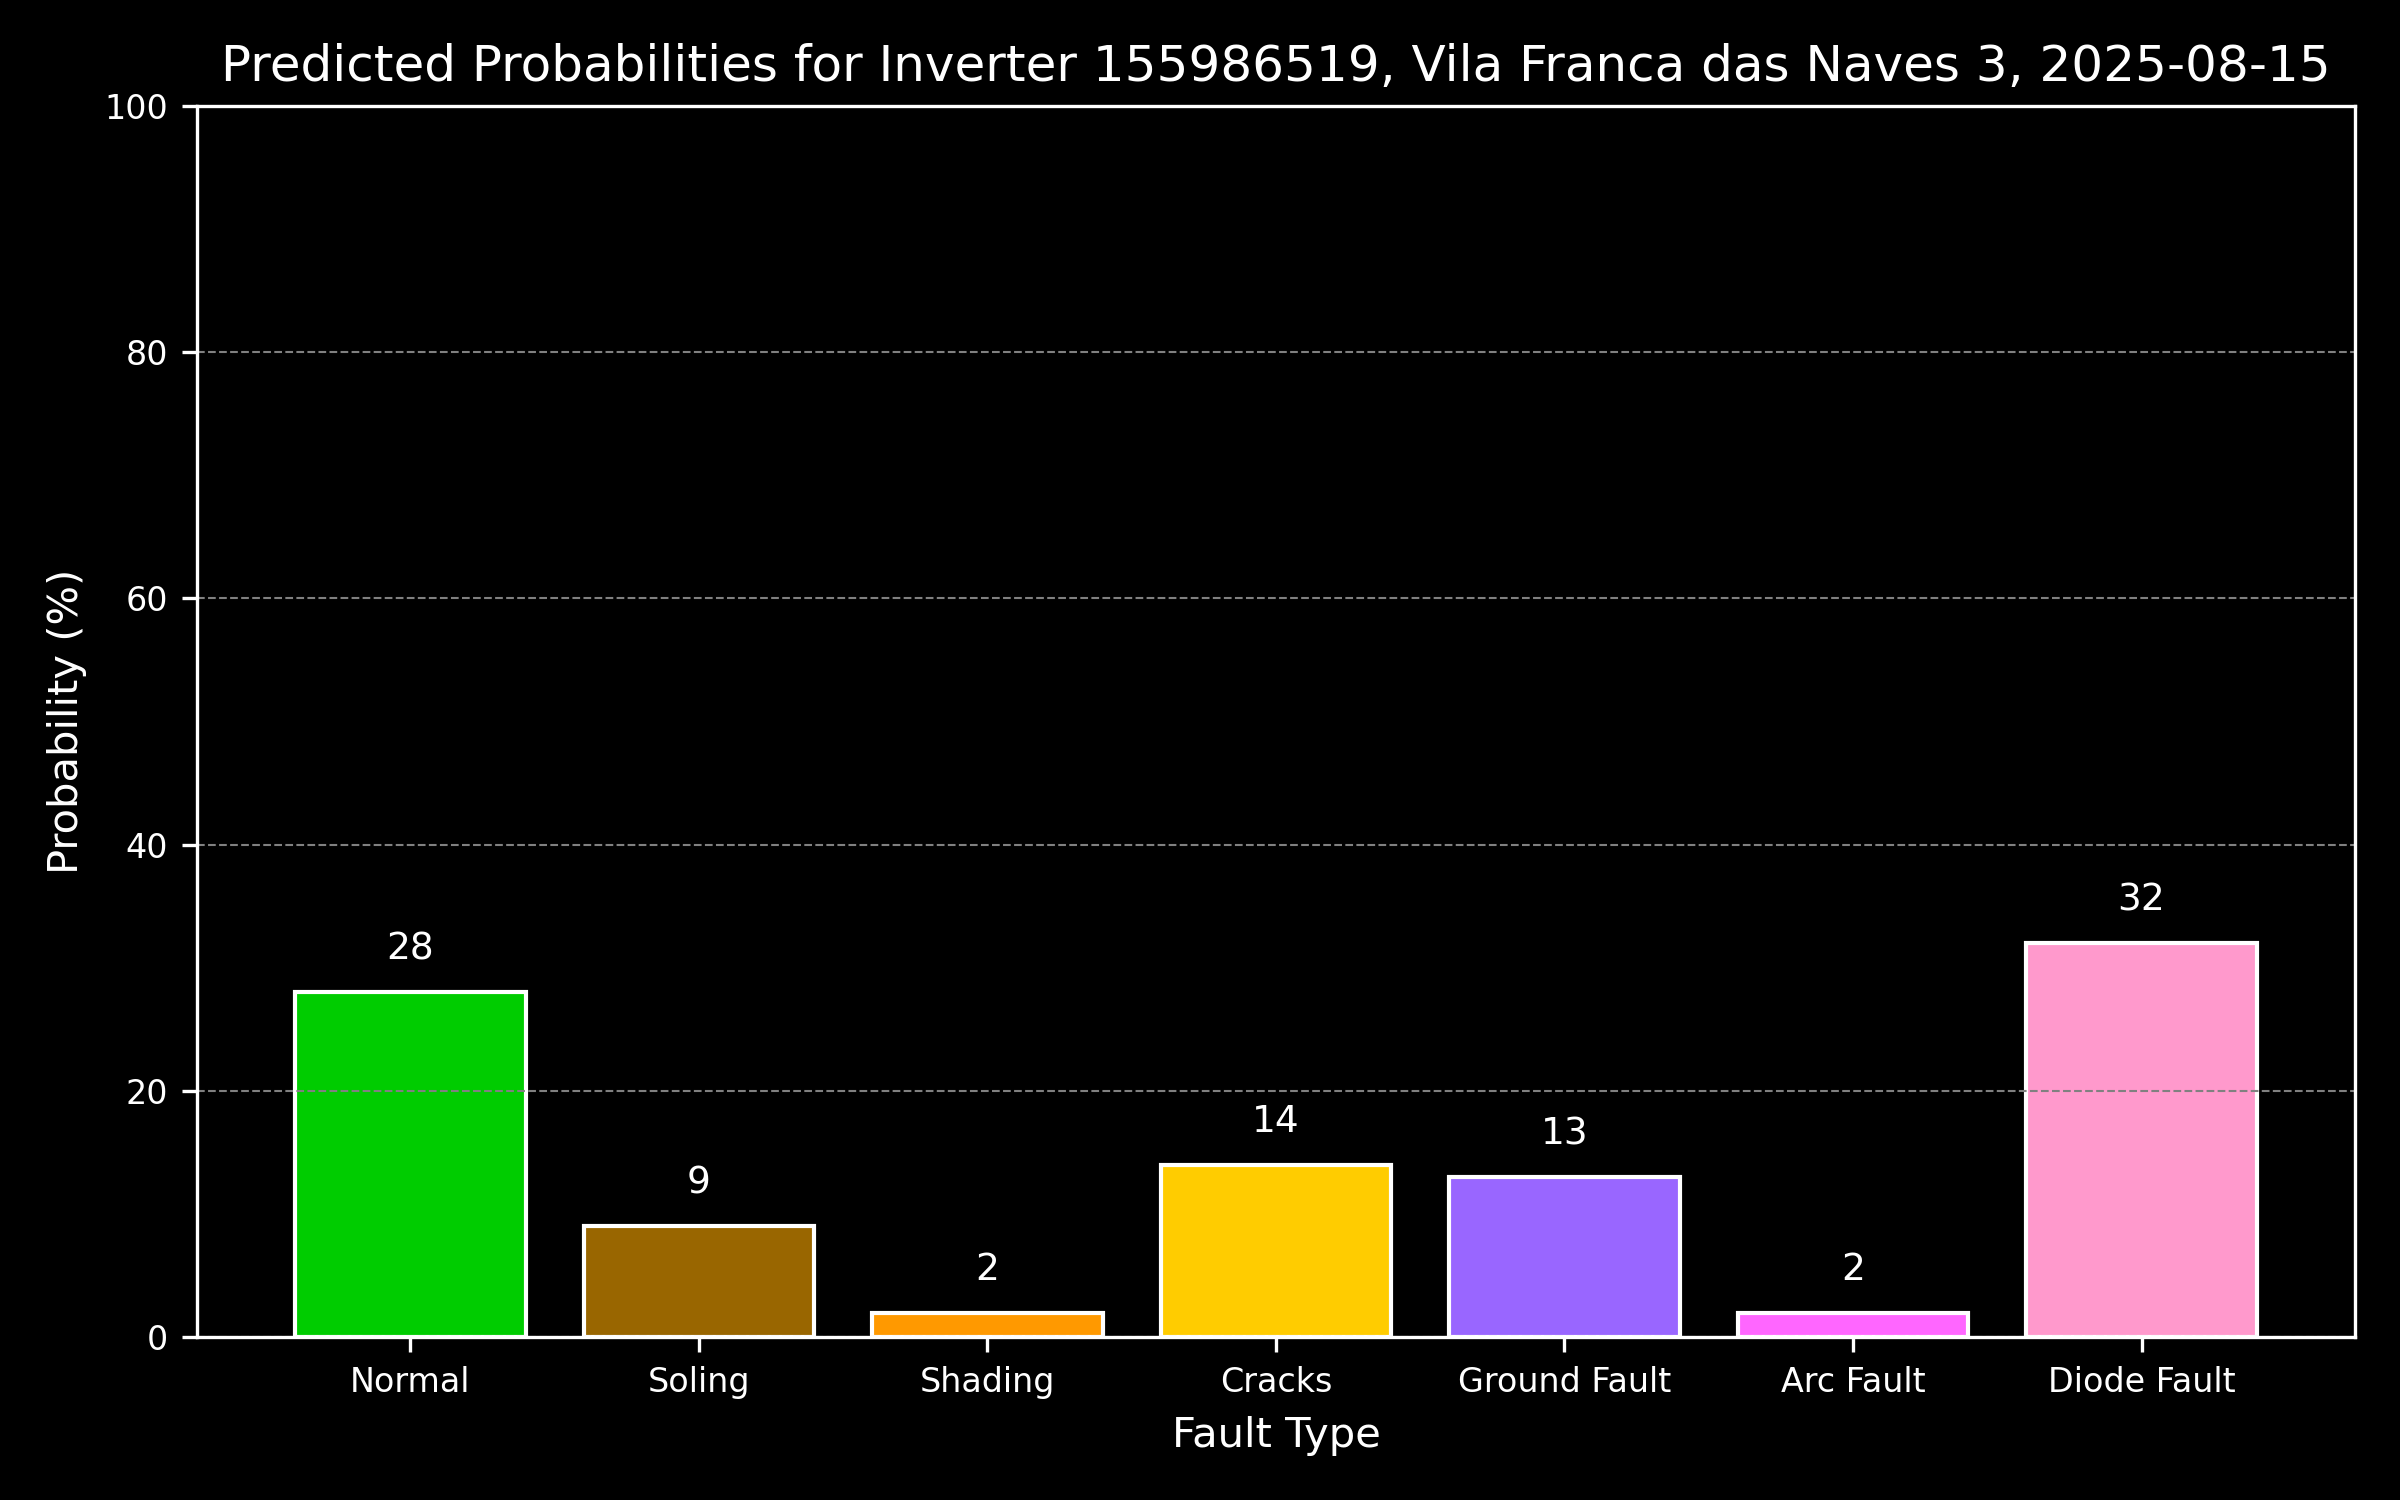 Predicted Probabilities for Inverter 155986519, Vila Franca das Naves 3, 2025-08-15
100
80
60
40
20
0
Probability (%)
28
9
2
14
13
2
32
Normal
Soling
Shading
Cracks
Ground Fault
Arc Fault
Diode Fault
Fault Type